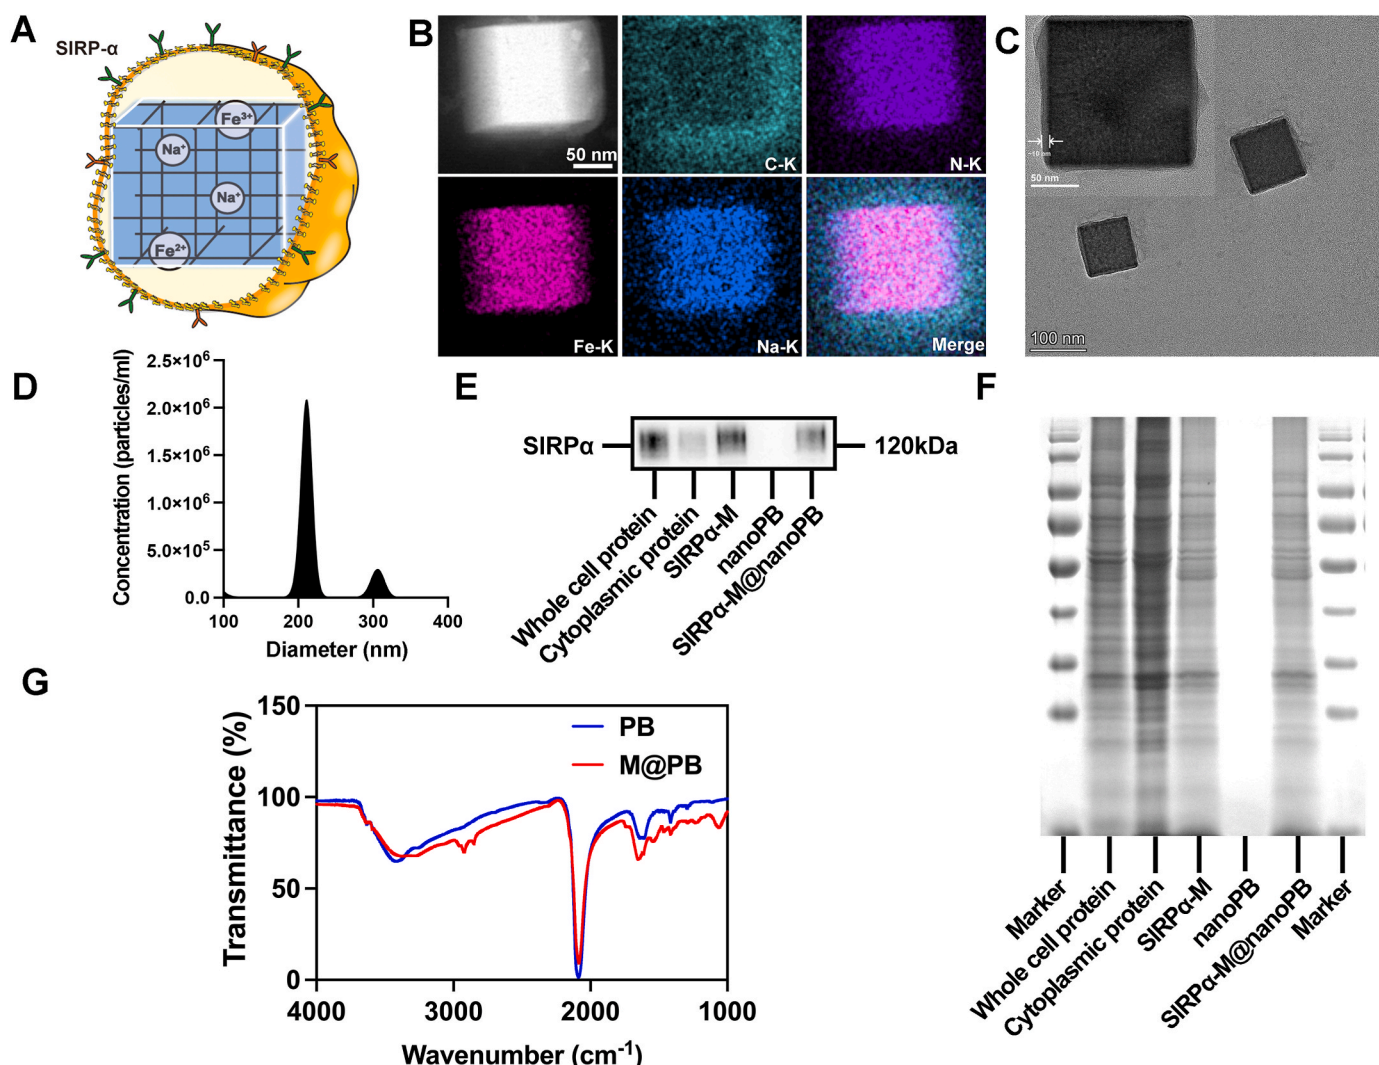 A
SIRP-α
Fe³⁺
Na⁺
Na⁺
Fe²⁺
B
50 nm
C-K
N-K
Fe-K
Na-K
Merge
C
~10 nm
50 nm
100 nm
D
Concentration (particles/ml)
2.5×10⁶
2.0×10⁶
1.5×10⁶
1.0×10⁶
5.0×10⁵
0.0
100
200
300
400
Diameter (nm)
E
SIRPα
120kDa
Whole cell protein
Cytoplasmic protein
SIRPα-M
nanoPB
SIRPα-M@nanoPB
F
Marker
Whole cell protein
Cytoplasmic protein
SIRPα-M
nanoPB
SIRPα-M@nanoPB
Marker
G
Transmittance (%)
150
100
50
0
PB
M@PB
4000
3000
2000
1000
Wavenumber (cm⁻¹)